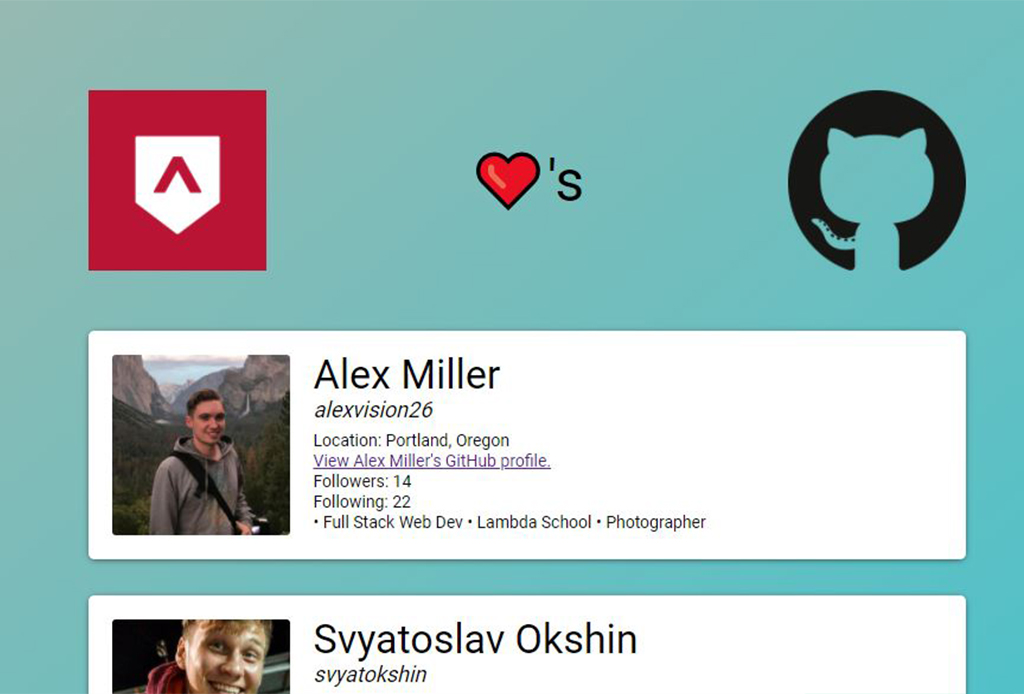 ❤'s
Alex Miller
alexvision26
Location: Portland, Oregon
View Alex Miller's GitHub profile.
Followers: 14
Following: 22
• Full Stack Web Dev • Lambda School • Photographer
Svyatoslav Okshin
svyatokshin